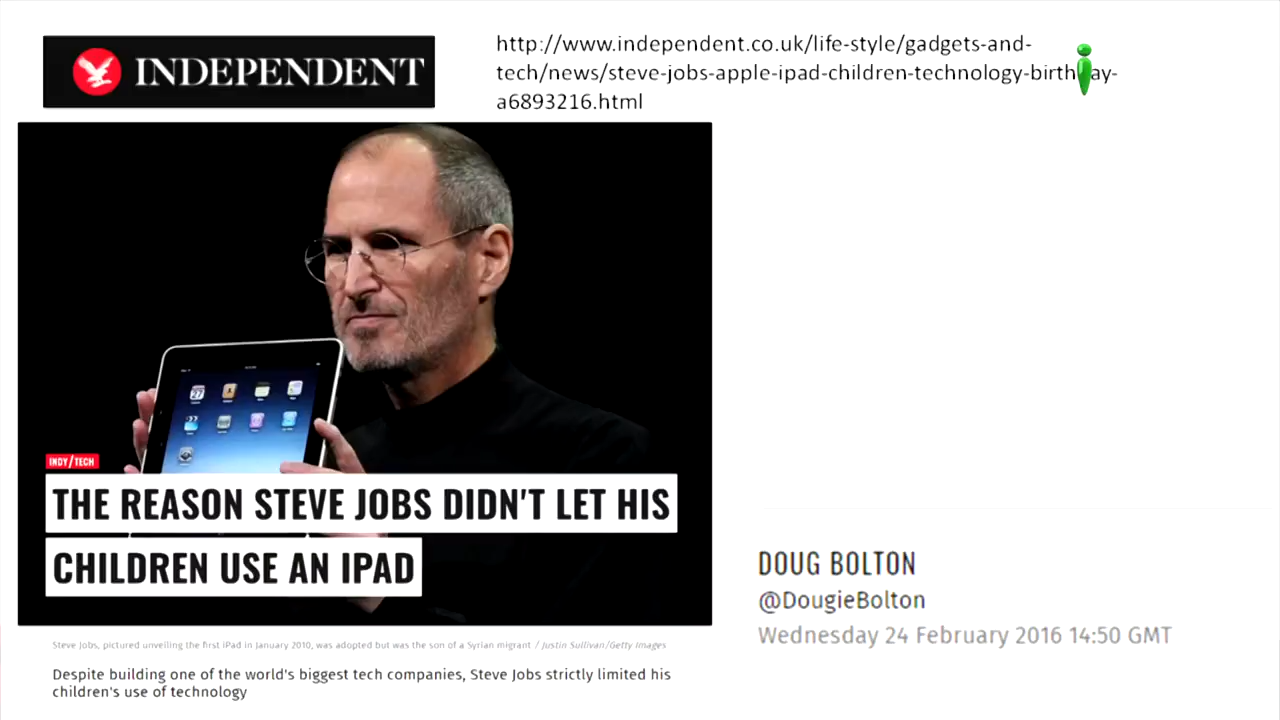 INDEPENDENT
http://www.independent.co.uk/life-style/gadgets-and-
tech/news/steve-jobs-apple-ipad-children-technology-birthday-
a6893216.html
INDY/TECH
THE REASON STEVE JOBS DIDN'T LET HIS
CHILDREN USE AN IPAD
Steve Jobs, pictured unveiling the first iPad in January 2010, was adopted but was the son of a Syrian migrant / Justin Sullivan/Getty Images
Despite building one of the world's biggest tech companies, Steve Jobs strictly limited his
children's use of technology
DOUG BOLTON
@DougieBolton
Wednesday 24 February 2016 14:50 GMT